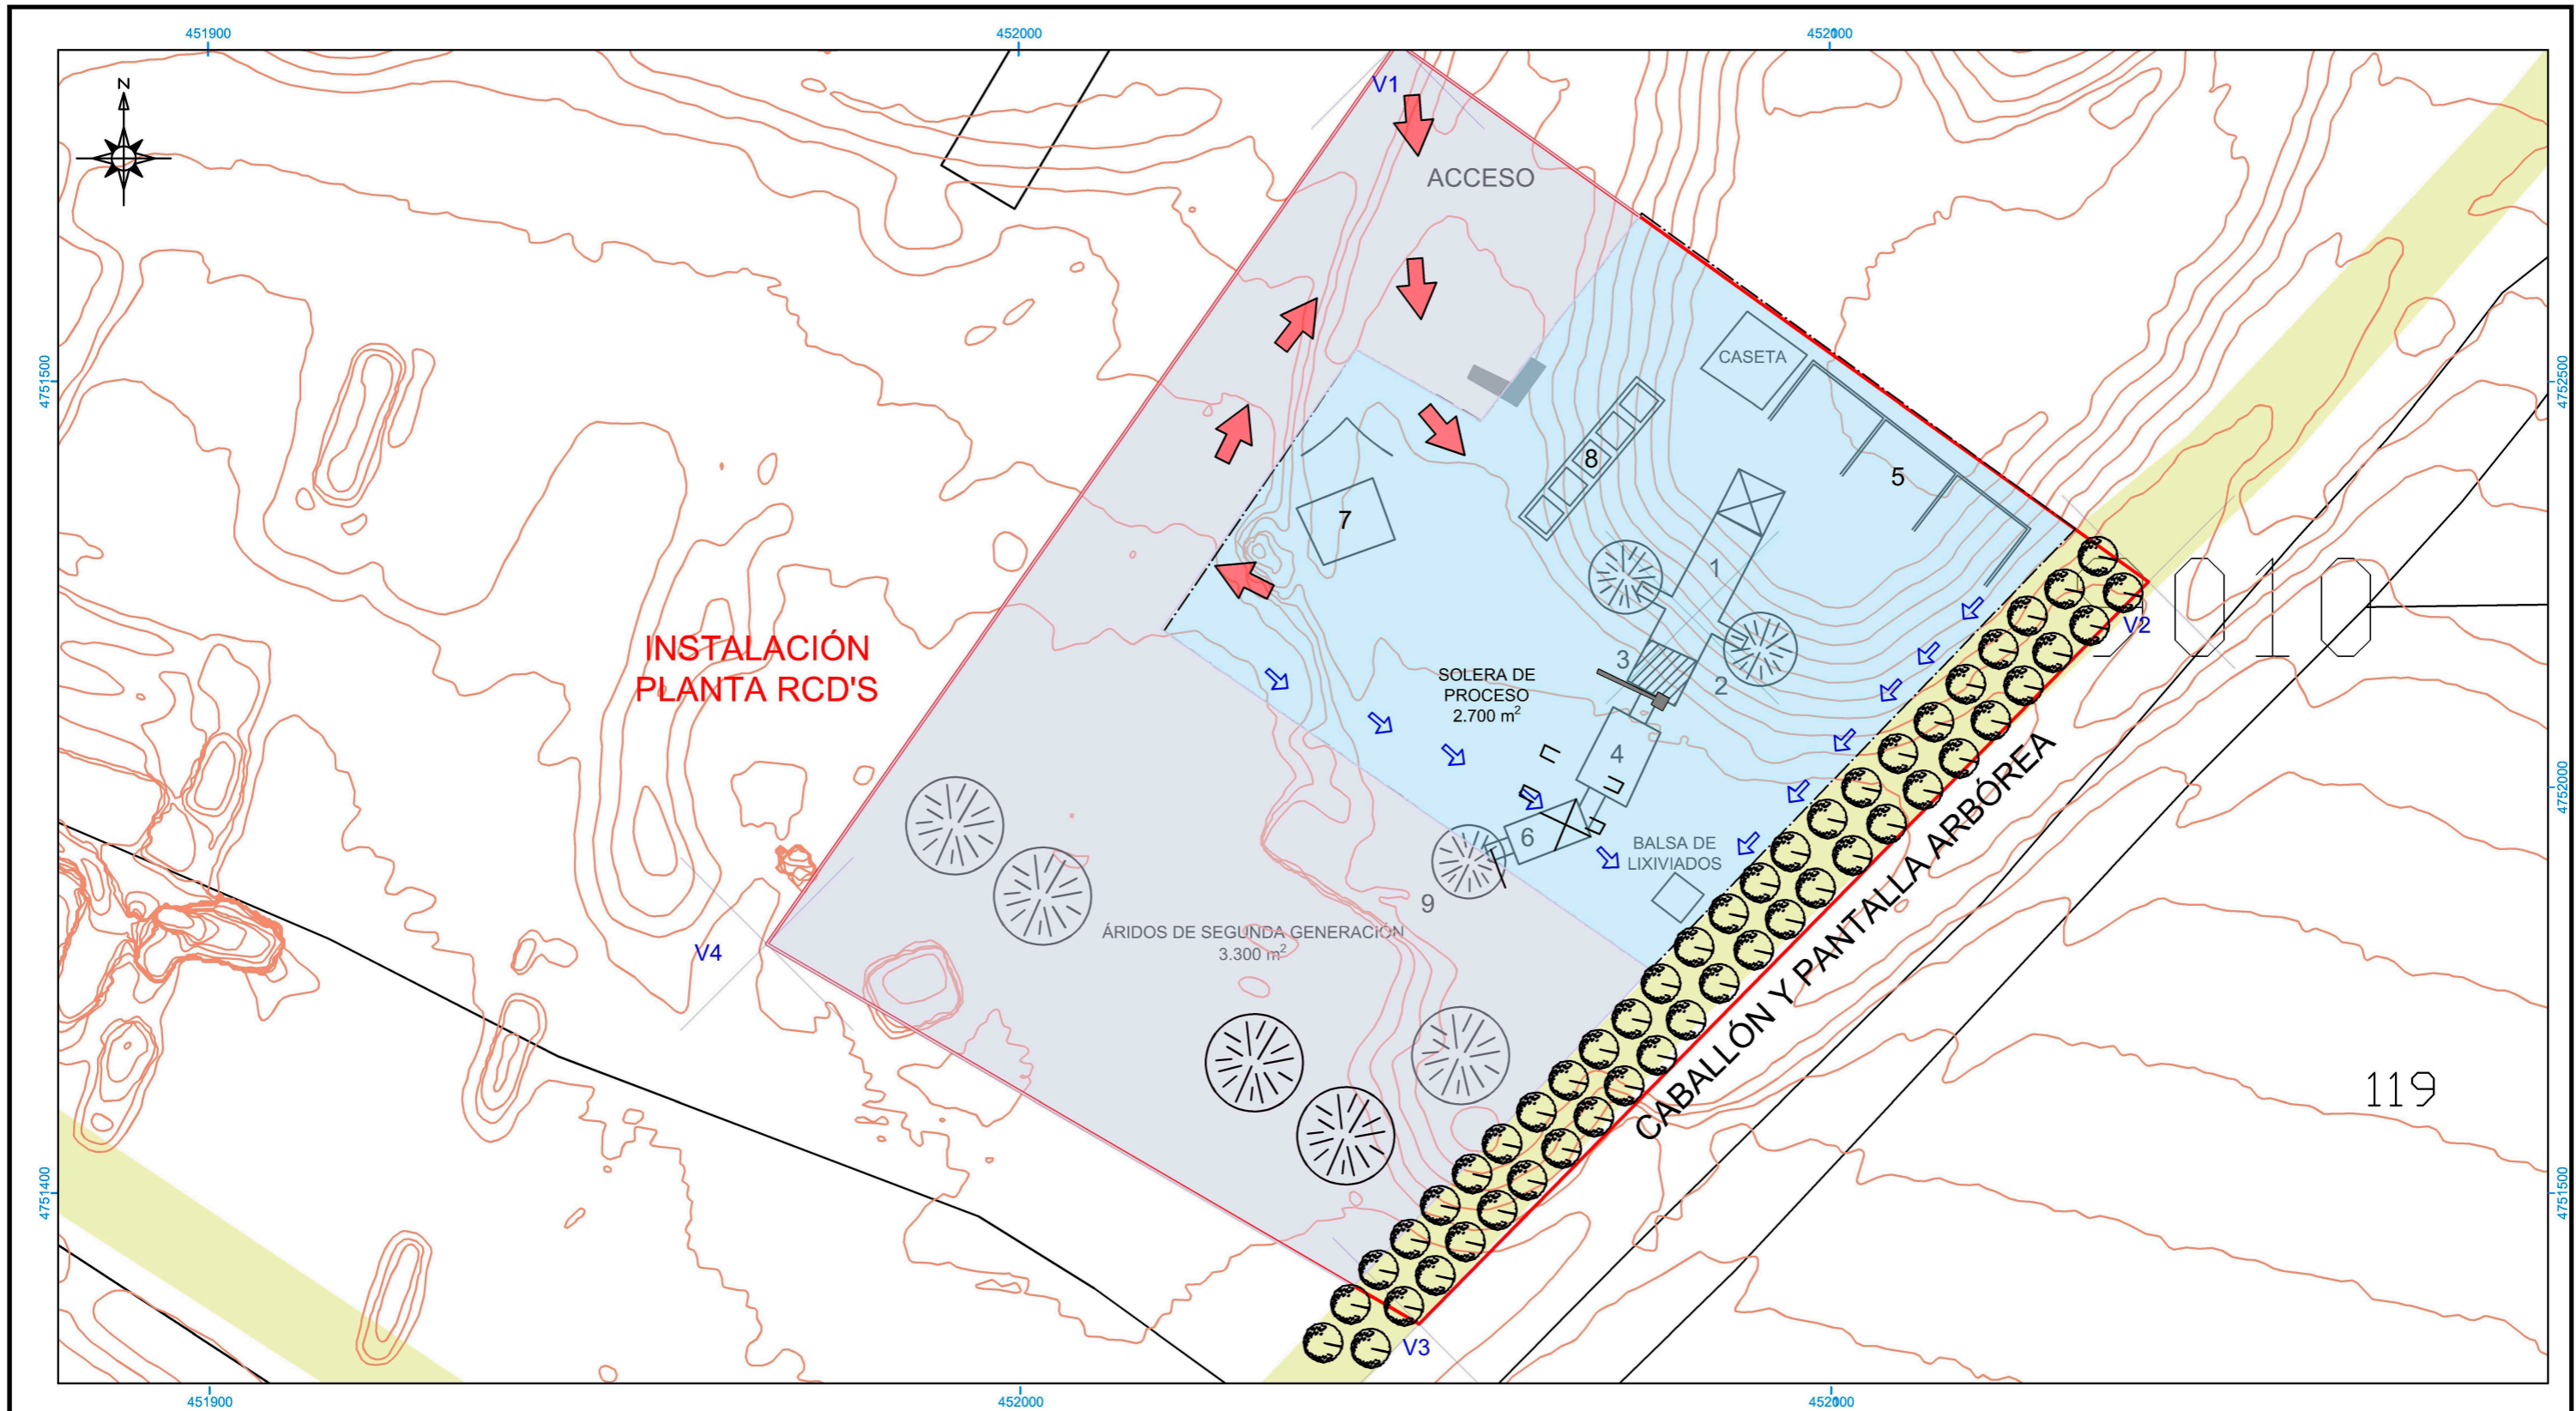 451900
452000
N
V1
ACCESO
4751500
4752500
CASETA
8
5
7
1
INSTALACIÓN
PLANTA RCD'S
V2
010
3
2
SOLERA DE
PROCESO
2.700 m²
4
4752000
6
BALSA DE
LIXIVIADOS
CABALLÓN Y PANTALLA ARBÓREA
9
ÁRIDOS DE SEGUNDA GENERACIÓN
3.300 m²
V4
119
4751400
4751500
V3
451900
452000